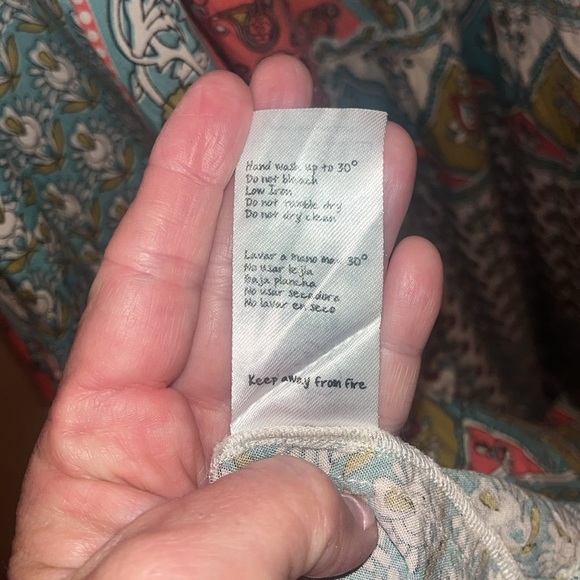 Hand wash up to 30°
Do not bleach
Low Iron
Do not tumble dry
Do not dry clean
Lavar a mano max 30°
No usar lejia
Baja plancha
No usar secadora
No lavar en seco
Keep away from fire